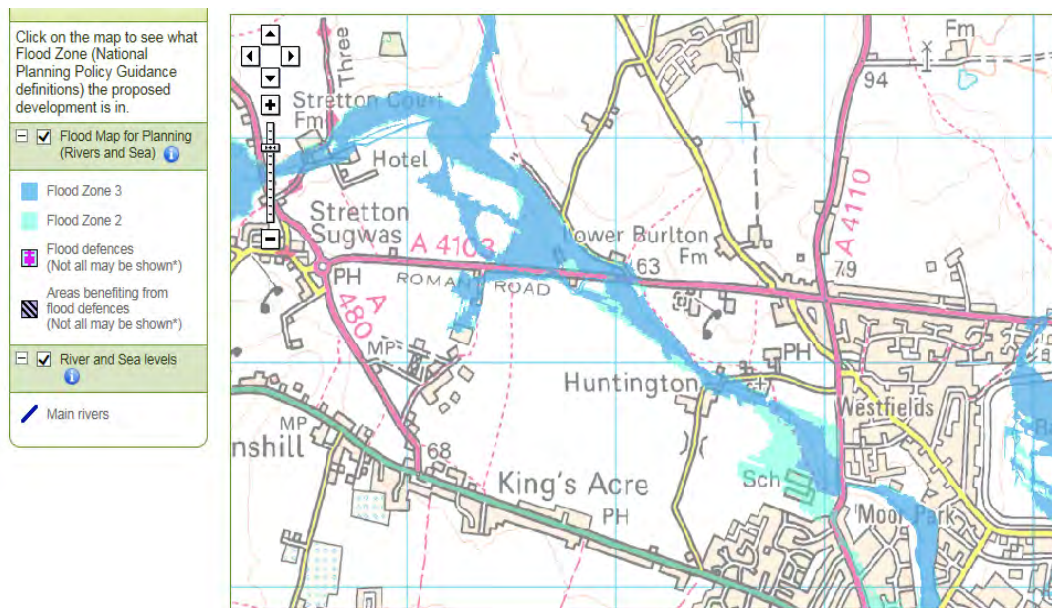 Click on the map to see what
Flood Zone (National
Planning Policy Guidance
definitions) the proposed
development is in.
Flood Map for Planning
(Rivers and Sea)
Flood Zone 3
Flood Zone 2
Flood defences
(Not all may be shown*)
Areas benefiting from
flood defences
(Not all may be shown*)
River and Sea levels
Main rivers
Three
Fm
94
Stretton Court
Fm
Hotel
Stretton
Sugwas
A 4103
Lower Burlton
Fm
63
A 4110
79
PH
ROMAN ROAD
A
480
MP
PH
Huntington
Westfields
MP
nshill
68
King's Acre
PH
Sch
Moor Park